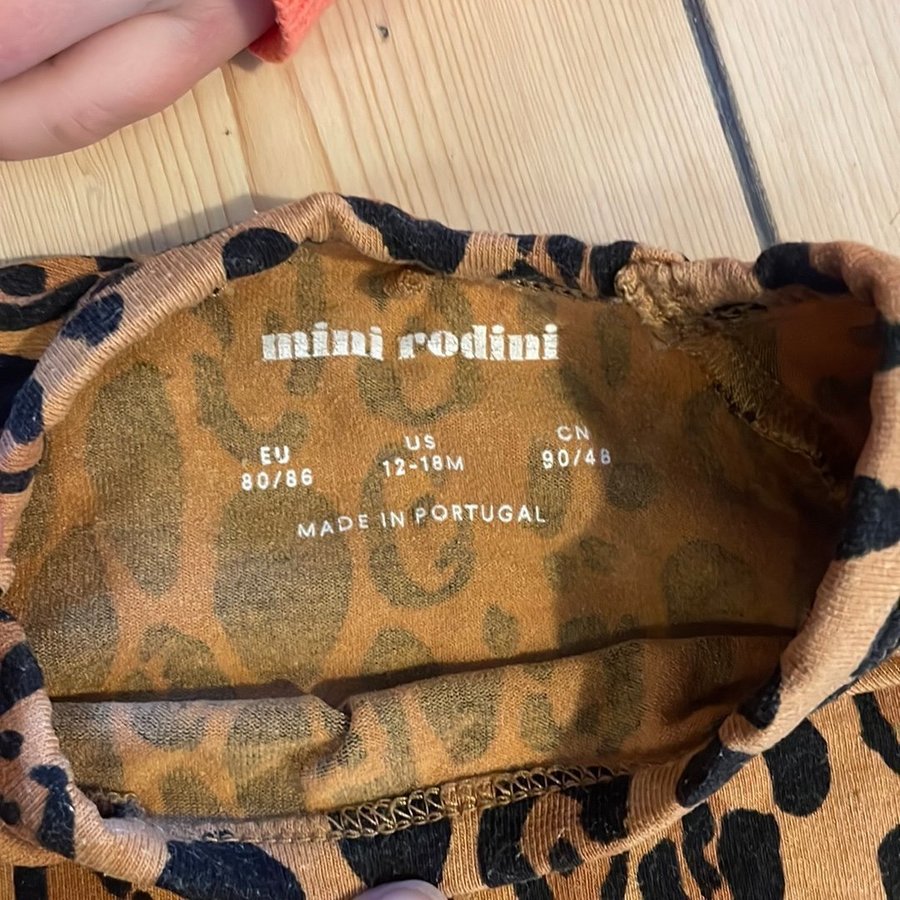 mini rodini
EU US CN
80/86 12-18M 90/48
MADE IN PORTUGAL